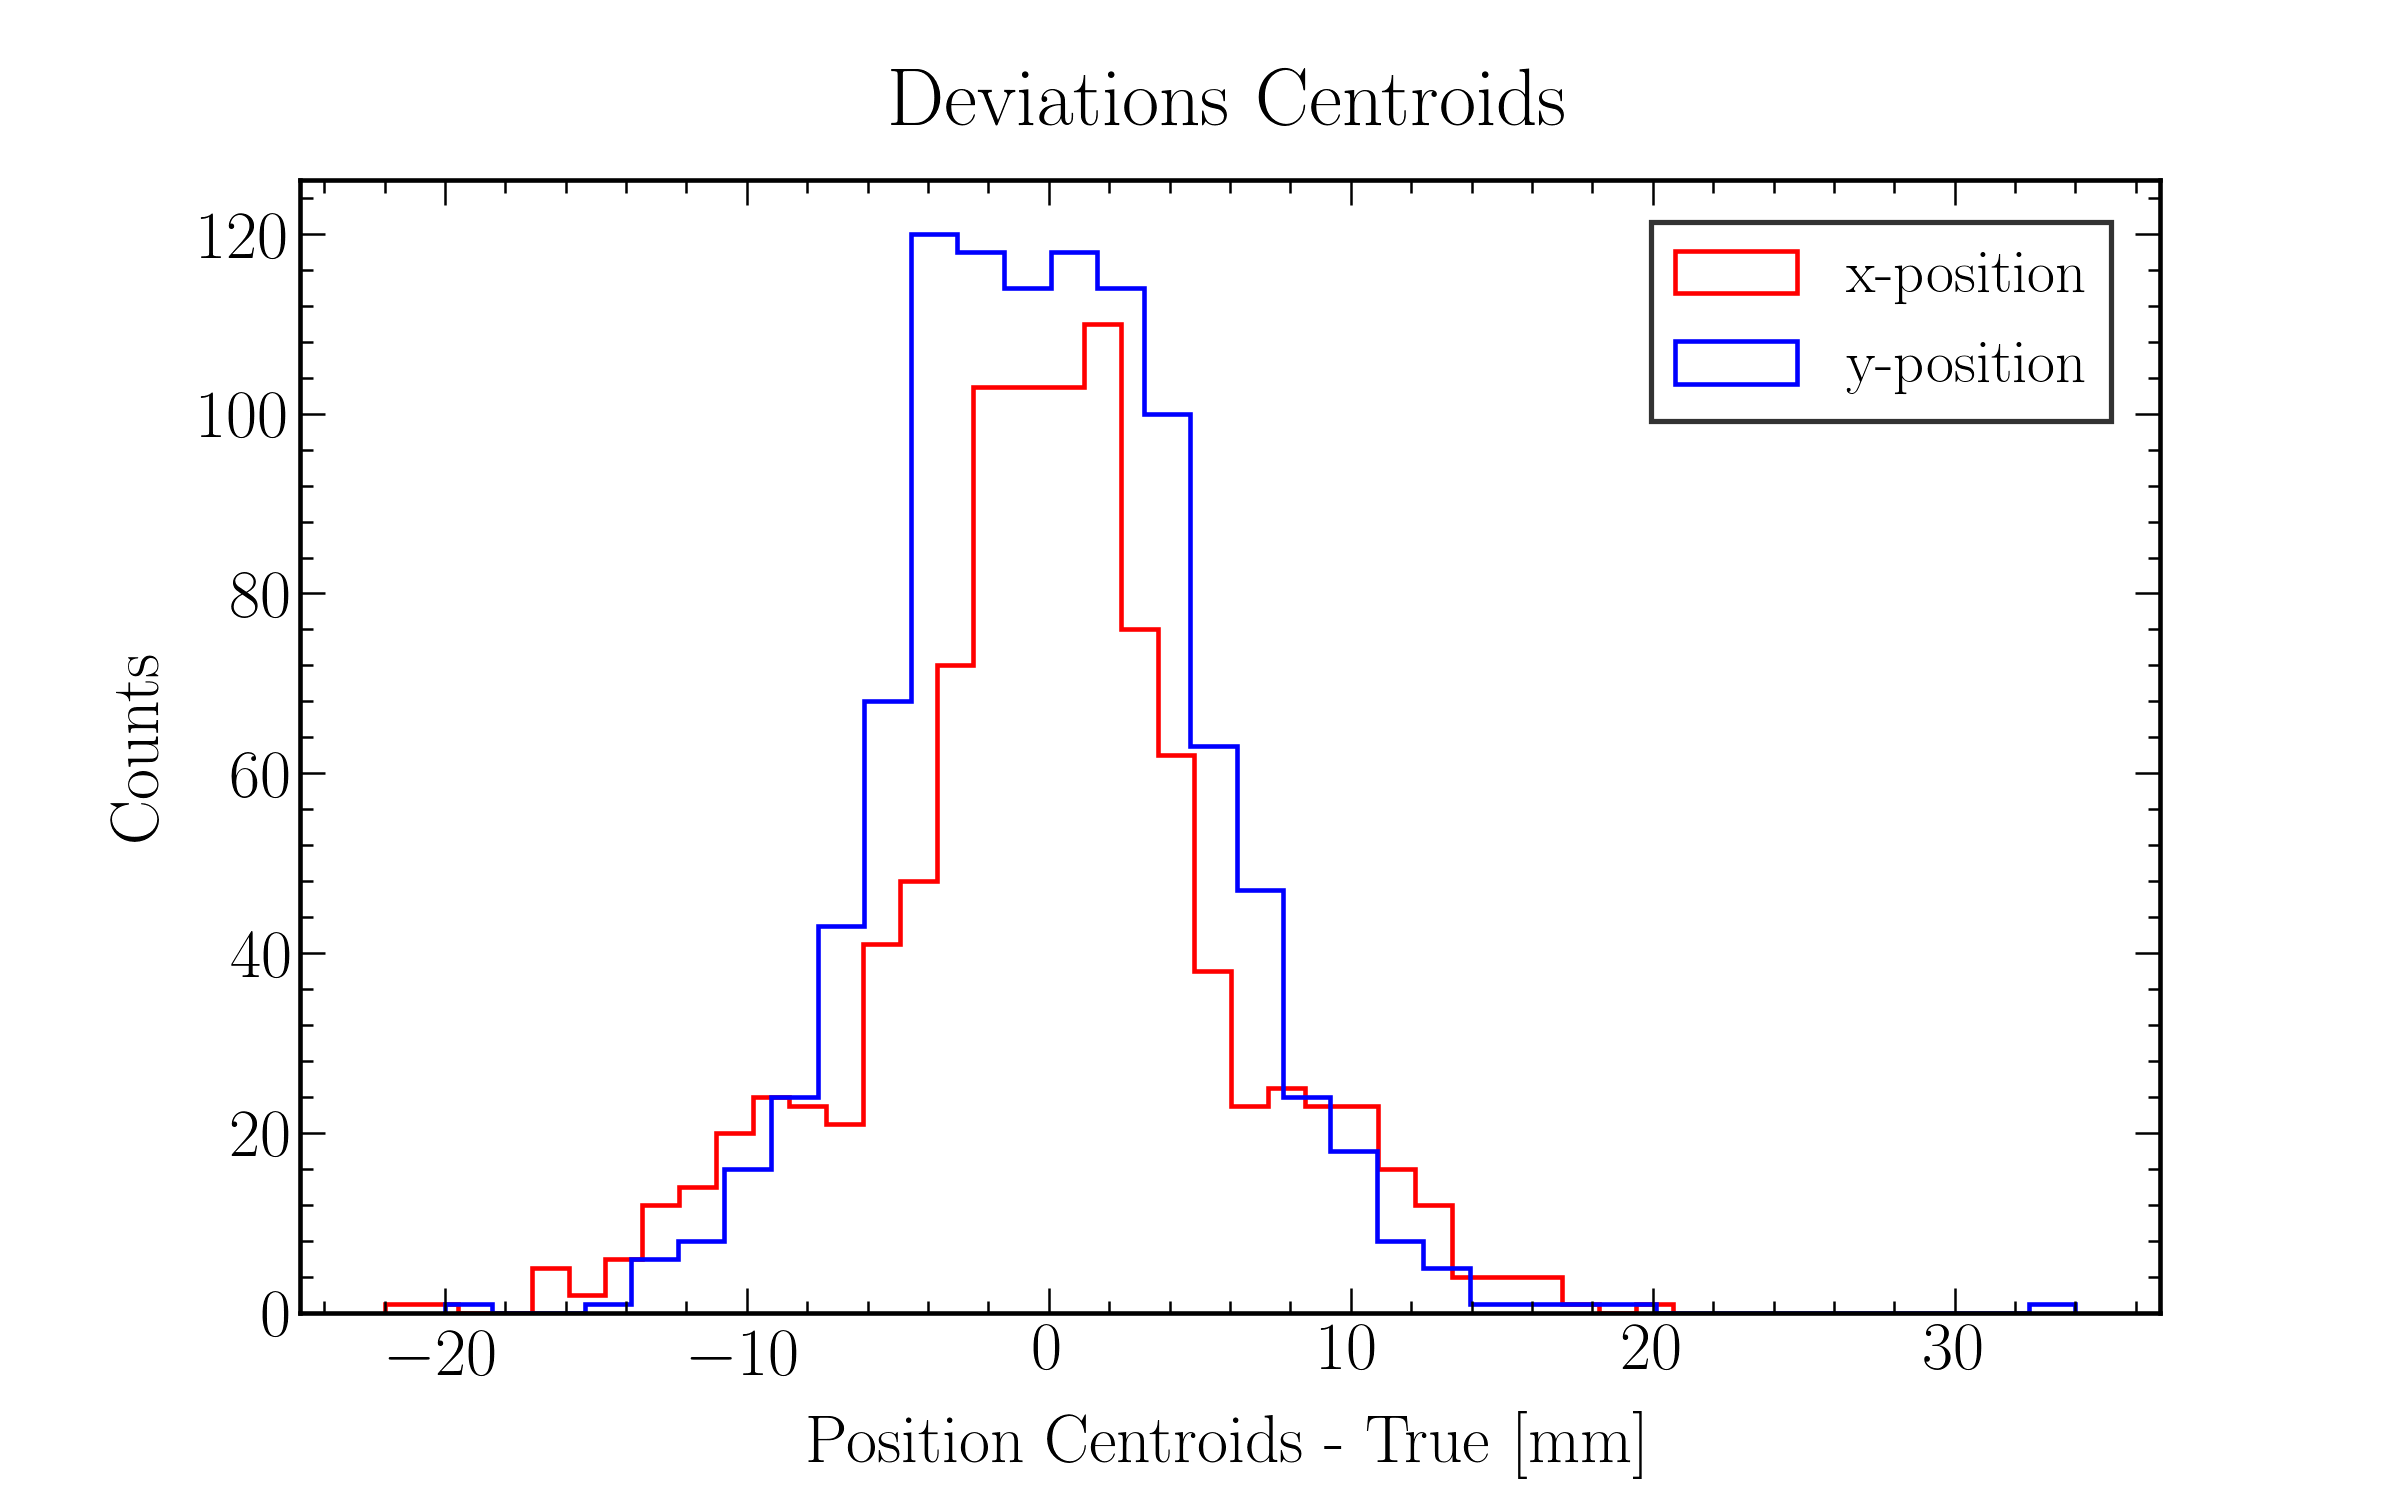 Deviations Centroids
120
100
80
60
40
20
0
Counts
x-position
y-position
−20 −10 0 10 20 30
Position Centroids - True [mm]